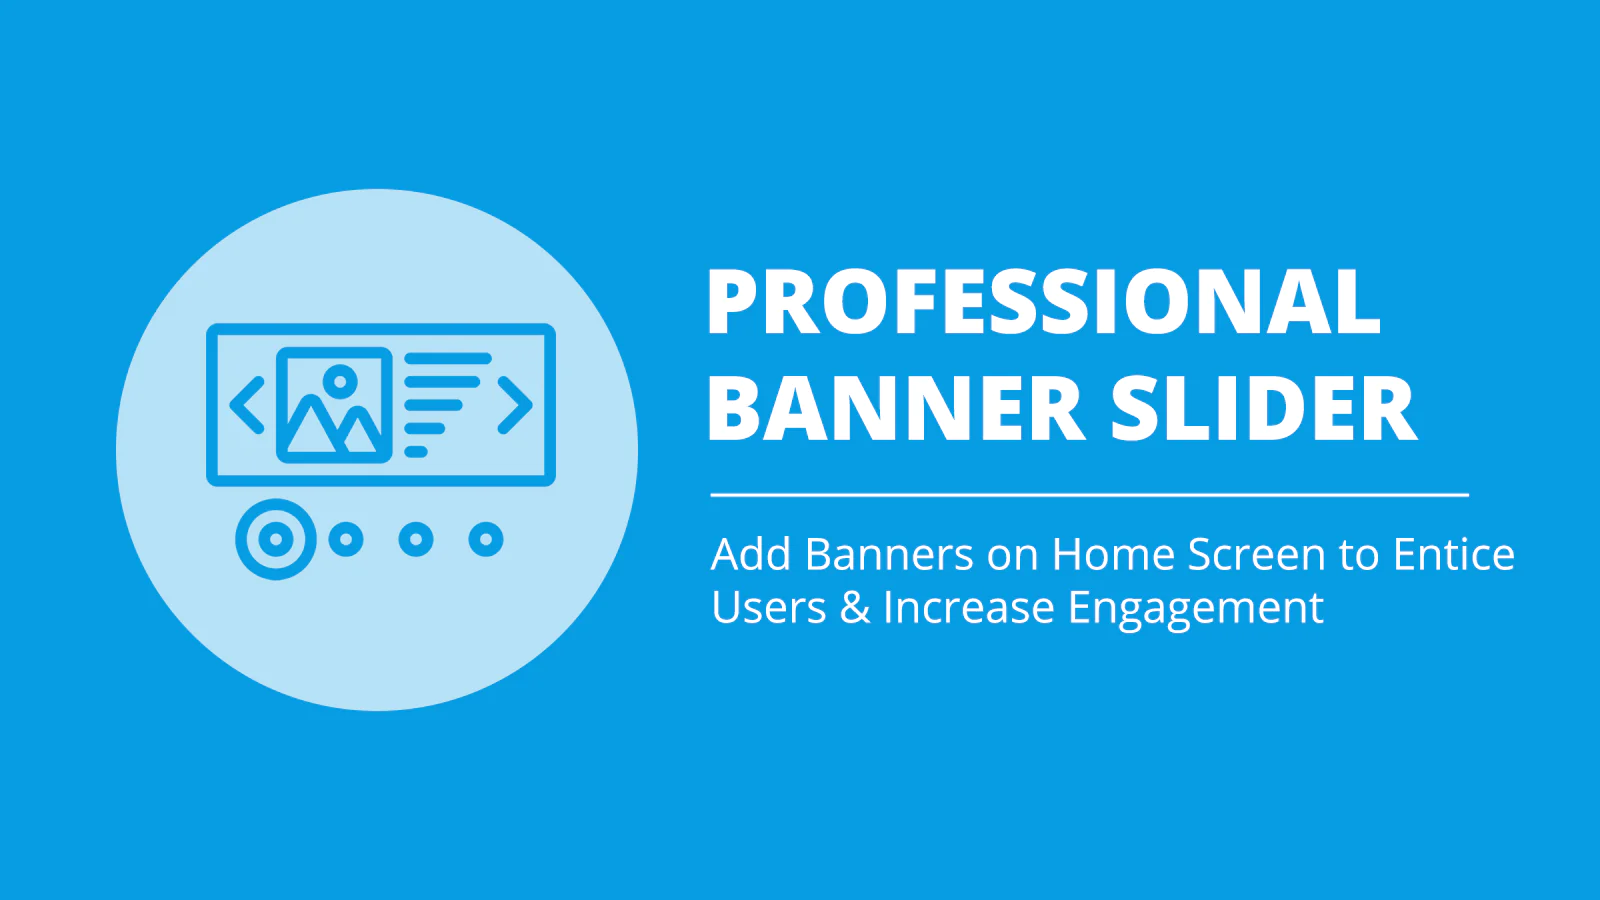 PROFESSIONAL
BANNER SLIDER
Add Banners on Home Screen to Entice
Users & Increase Engagement